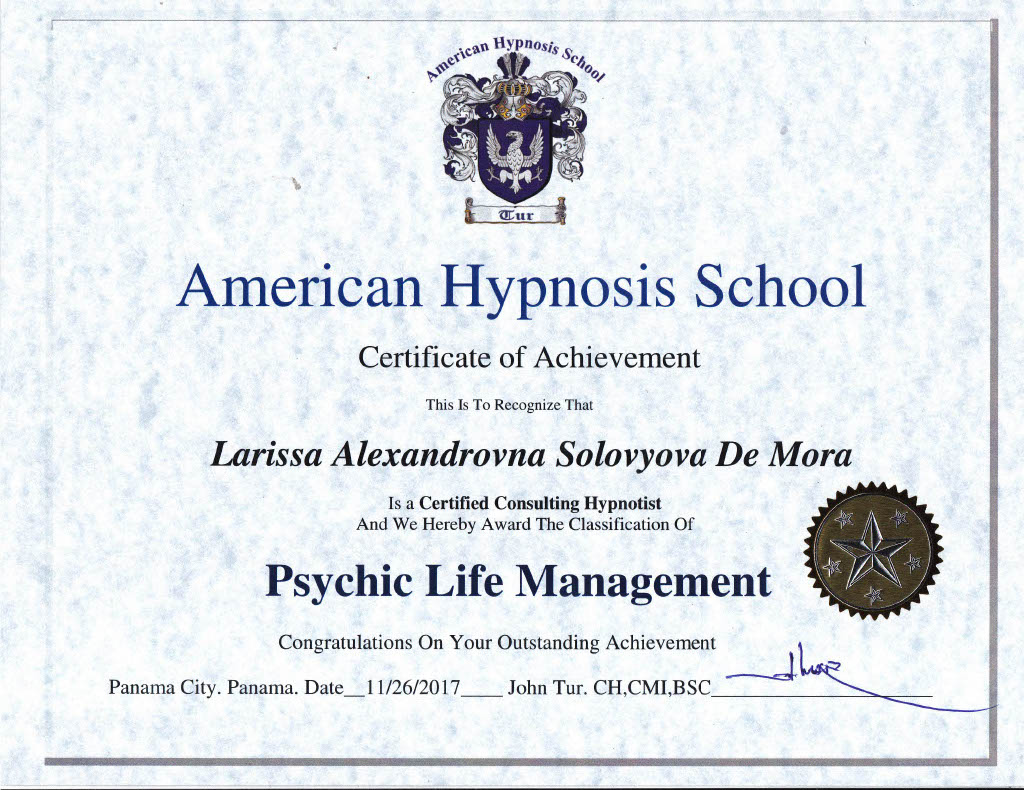 American Hypnosis School
Tur
American Hypnosis School
Certificate of Achievement
This Is To Recognize That
Larissa Alexandrovna Solovyova De Mora
Is a Certified Consulting Hypnotist
And We Hereby Award The Classification Of
Psychic Life Management
Congratulations On Your Outstanding Achievement
Panama City. Panama. Date__11/26/2017____ John Tur. CH,CMI,BSC____________________